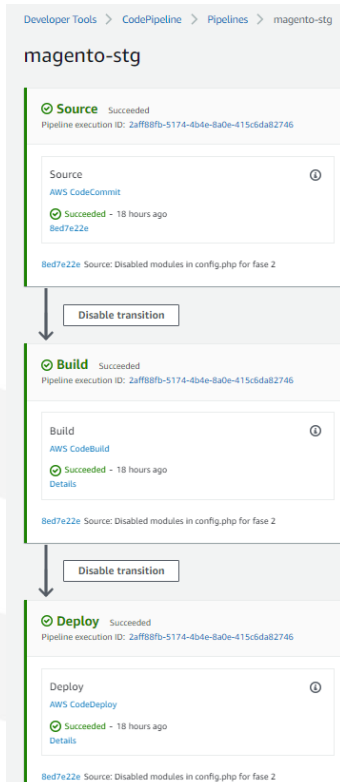 Developer Tools > CodePipeline > Pipelines > magento-stg
magento-stg
Source Succeeded
Pipeline execution ID: 2aff88fb-5174-4b4e-8a0e-415c6da82746
Source
AWS CodeCommit
Succeeded - 18 hours ago
8ed7e22e
8ed7e22e Source: Disabled modules in config.php for fase 2
Disable transition
Build Succeeded
Pipeline execution ID: 2aff88fb-5174-4b4e-8a0e-415c6da82746
Build
AWS CodeBuild
Succeeded - 18 hours ago
Details
8ed7e22e Source: Disabled modules in config.php for fase 2
Disable transition
Deploy Succeeded
Pipeline execution ID: 2aff88fb-5174-4b4e-8a0e-415c6da82746
Deploy
AWS CodeDeploy
Succeeded - 18 hours ago
Details
8ed7e22e Source: Disabled modules in config.php for fase 2